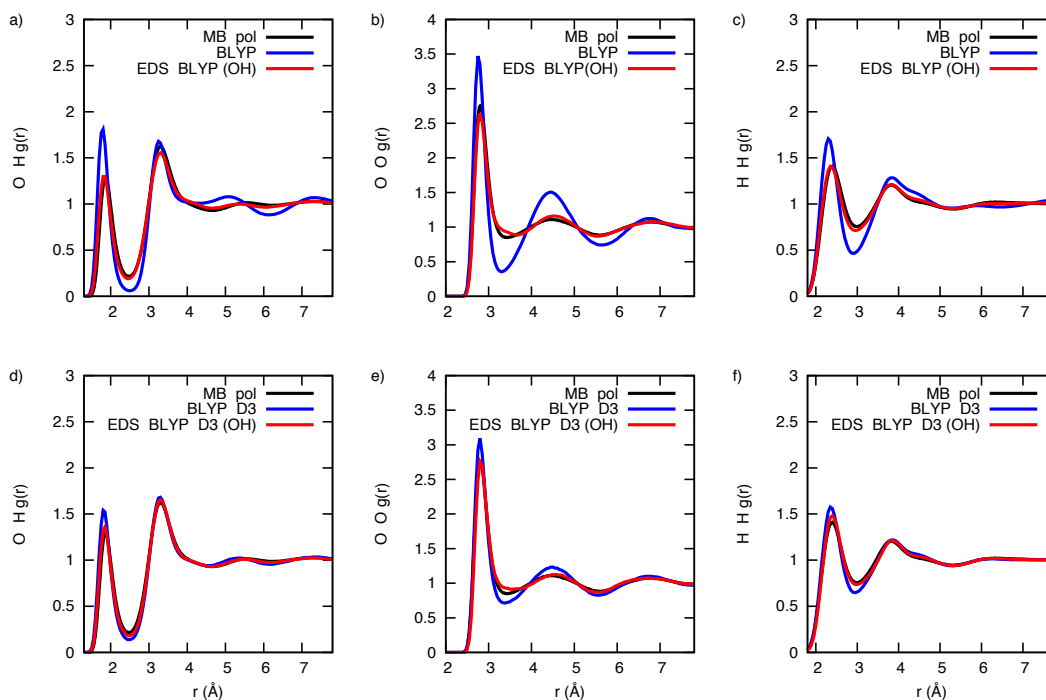 a)
O H g(r)
3
2.5
2
1.5
1
0.5
0
2 3 4 5 6 7
MB pol
BLYP
EDS BLYP (OH)
b)
O O g(r)
4
3.5
3
2.5
2
1.5
1
0.5
0
2 3 4 5 6 7
MB pol
BLYP
EDS BLYP(OH)
c)
H H g(r)
3
2.5
2
1.5
1
0.5
0
2 3 4 5 6 7
MB pol
BLYP
EDS BLYP (OH)
d)
O H g(r)
3
2.5
2
1.5
1
0.5
0
2 3 4 5 6 7
r (Å)
MB pol
BLYP D3
EDS BLYP D3 (OH)
e)
O O g(r)
4
3.5
3
2.5
2
1.5
1
0.5
0
2 3 4 5 6 7
r (Å)
MB pol
BLYP D3
EDS BLYP D3 (OH)
f)
H H g(r)
3
2.5
2
1.5
1
0.5
0
2 3 4 5 6 7
r (Å)
MB pol
BLYP D3
EDS BLYP D3 (OH)